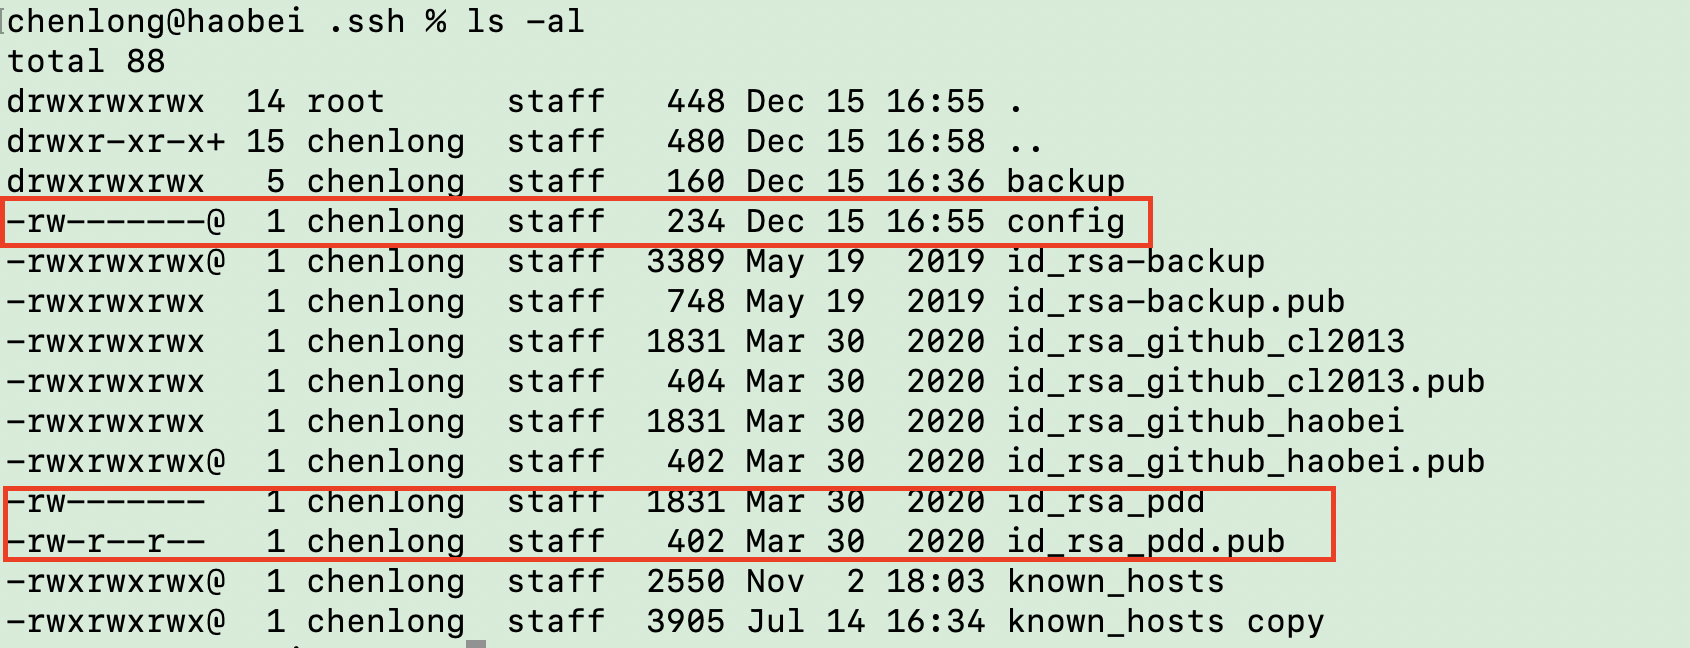 chenlong@haobei .ssh % ls -al
total 88
drwxrwxrwx  14 root      staff   448 Dec 15 16:55 .
drwxr-xr-x+ 15 chenlong  staff   480 Dec 15 16:58 ..
drwxrwxrwx   5 chenlong  staff   160 Dec 15 16:36 backup
-rw-------@  1 chenlong  staff   234 Dec 15 16:55 config
-rwxrwxrwx@  1 chenlong  staff  3389 May 19  2019 id_rsa-backup
-rwxrwxrwx   1 chenlong  staff   748 May 19  2019 id_rsa-backup.pub
-rwxrwxrwx   1 chenlong  staff  1831 Mar 30  2020 id_rsa_github_cl2013
-rwxrwxrwx   1 chenlong  staff   404 Mar 30  2020 id_rsa_github_cl2013.pub
-rwxrwxrwx   1 chenlong  staff  1831 Mar 30  2020 id_rsa_github_haobei
-rwxrwxrwx@  1 chenlong  staff   402 Mar 30  2020 id_rsa_github_haobei.pub
-rw-------   1 chenlong  staff  1831 Mar 30  2020 id_rsa_pdd
-rw-r--r--   1 chenlong  staff   402 Mar 30  2020 id_rsa_pdd.pub
-rwxrwxrwx@  1 chenlong  staff  2550 Nov  2 18:03 known_hosts
-rwxrwxrwx@  1 chenlong  staff  3905 Jul 14 16:34 known_hosts copy